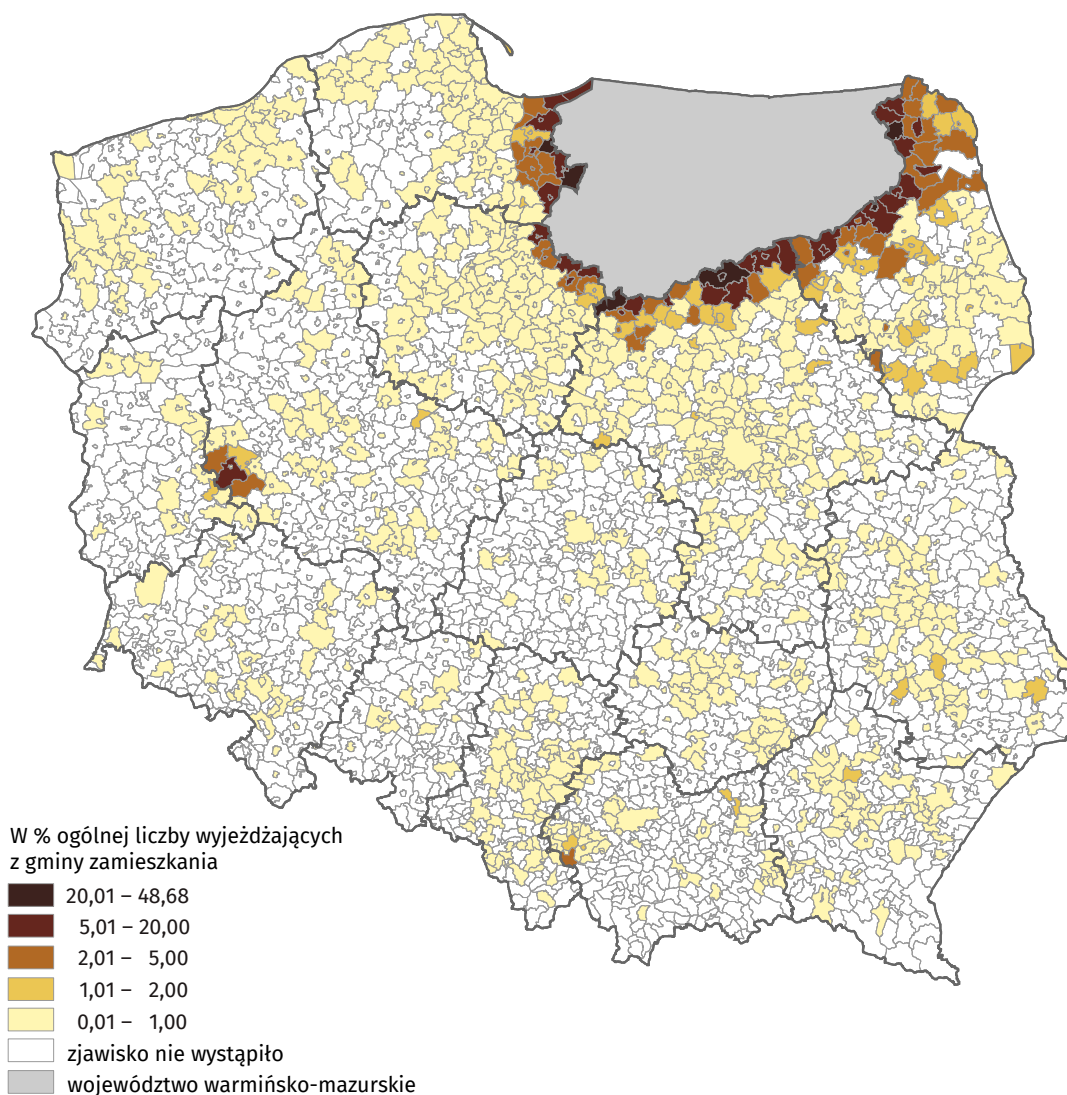 W % ogólnej liczby wyjeżdżających
z gminy zamieszkania
20,01 – 48,68
5,01 – 20,00
2,01 – 5,00
1,01 – 2,00
0,01 – 1,00
zjawisko nie wystąpiło
województwo warmińsko-mazurskie